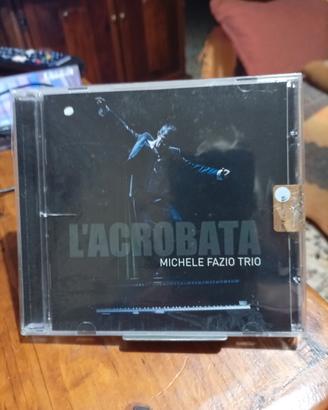 L'ACROBATA
MICHELE FAZIO TRIO